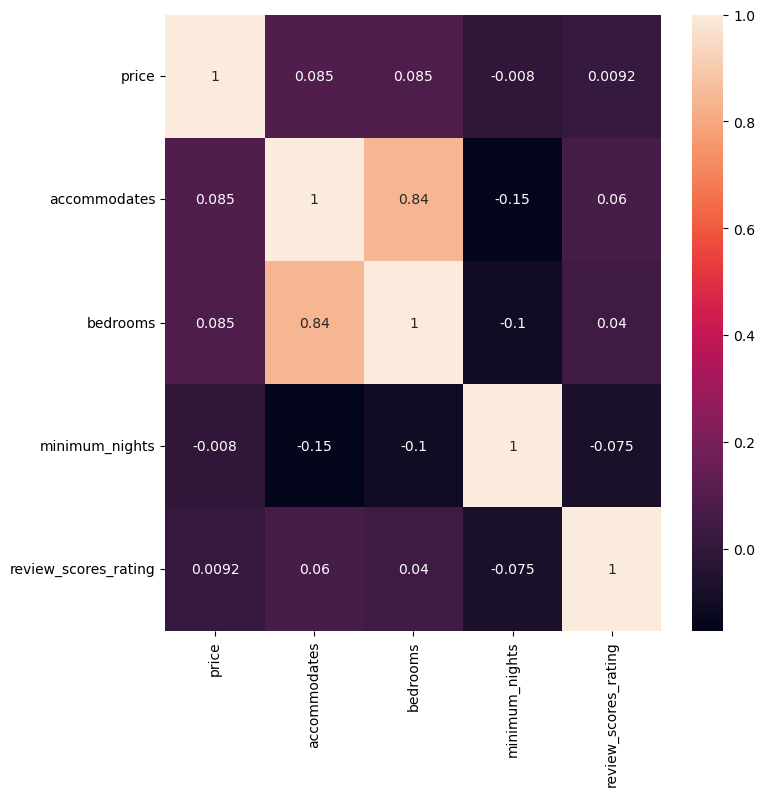 price 1 0.085 0.085 -0.008 0.0092
accommodates 0.085 1 0.84 -0.15 0.06
bedrooms 0.085 0.84 1 -0.1 0.04
minimum_nights -0.008 -0.15 -0.1 1 -0.075
review_scores_rating 0.0092 0.06 0.04 -0.075 1
price
accommodates
bedrooms
minimum_nights
review_scores_rating
1.0
0.8
0.6
0.4
0.2
0.0